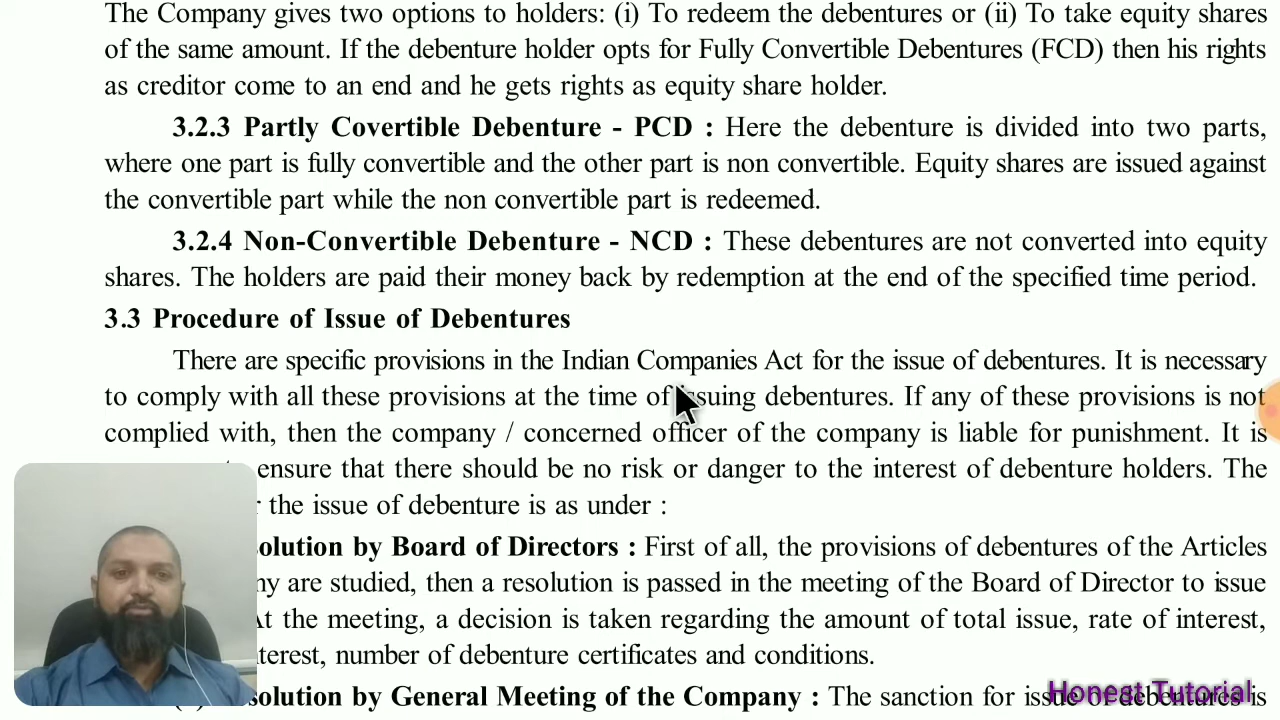 The Company gives two options to holders: (i) To redeem the debentures or (ii) To take equity shares
of the same amount. If the debenture holder opts for Fully Convertible Debentures (FCD) then his rights
as creditor come to an end and he gets rights as equity share holder.
3.2.3 Partly Covertible Debenture - PCD : Here the debenture is divided into two parts,
where one part is fully convertible and the other part is non convertible. Equity shares are issued against
the convertible part while the non convertible part is redeemed.
3.2.4 Non-Convertible Debenture - NCD : These debentures are not converted into equity
shares. The holders are paid their money back by redemption at the end of the specified time period.
3.3 Procedure of Issue of Debentures
There are specific provisions in the Indian Companies Act for the issue of debentures. It is necessary
to comply with all these provisions at the time of issuing debentures. If any of these provisions is not
complied with, then the company / concerned officer of the company is liable for punishment. It is
ensure that there should be no risk or danger to the interest of debenture holders. The
the issue of debenture is as under :
solution by Board of Directors : First of all, the provisions of debentures of the Articles
ny are studied, then a resolution is passed in the meeting of the Board of Director to issue
At the meeting, a decision is taken regarding the amount of total issue, rate of interest,
terest, number of debenture certificates and conditions.
solution by General Meeting of the Company : The sanction for issue of debentures is
Honest Tutorial